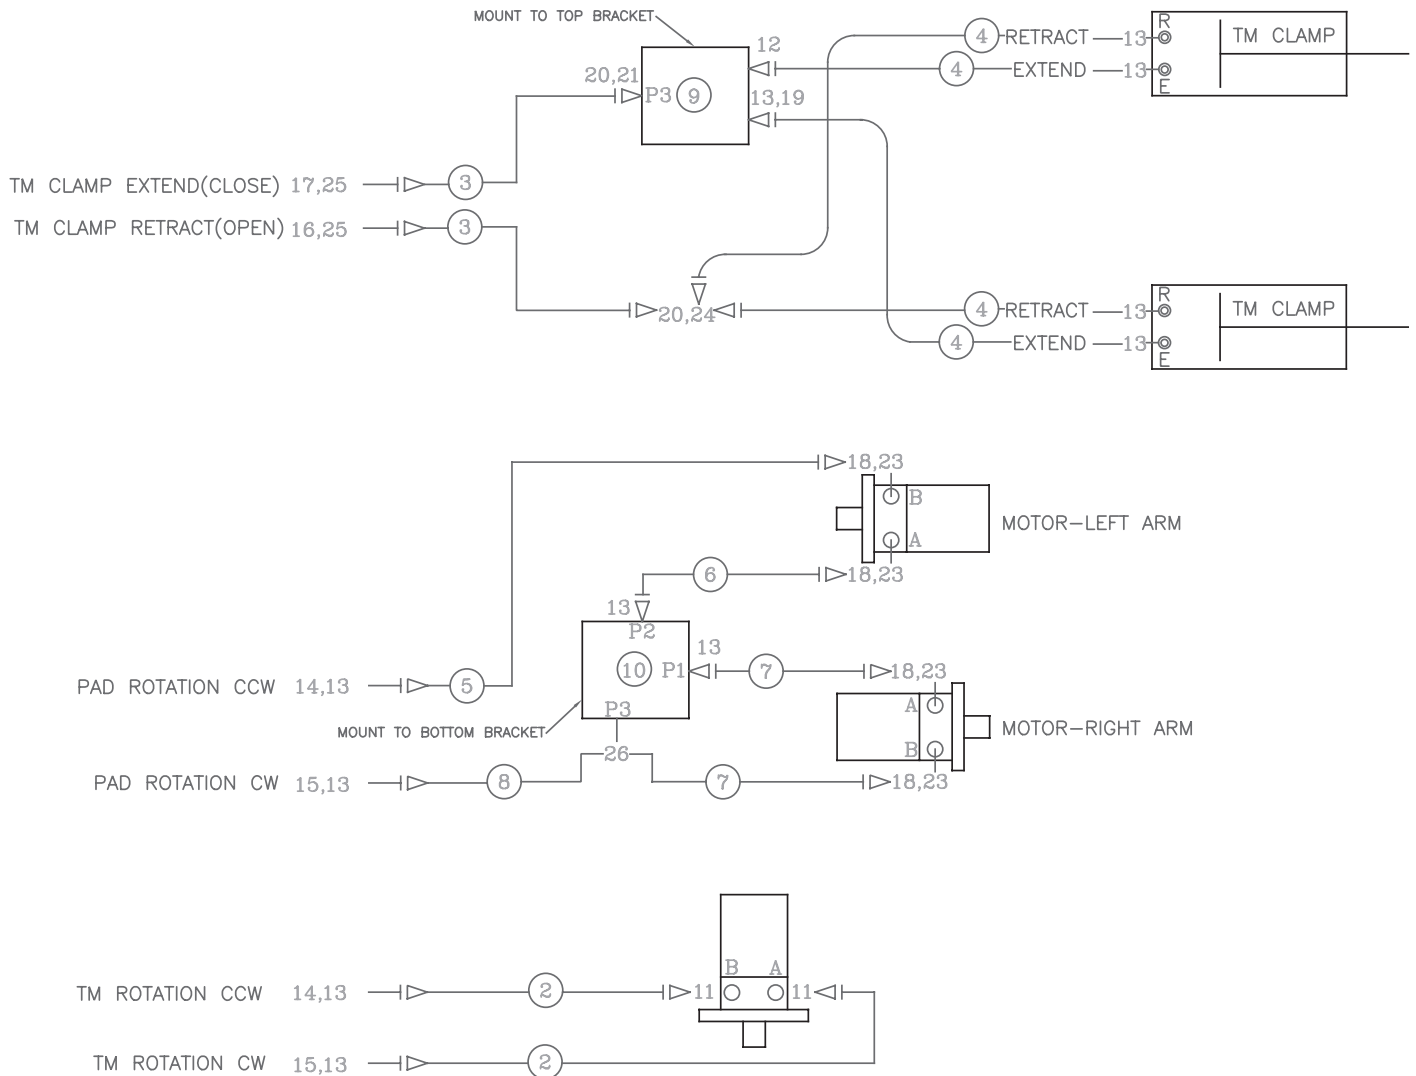 MOUNT TO TOP BRACKET
12
4
RETRACT
13
R
TM CLAMP
20,21
P3
9
4
EXTEND
13
E
13,19
TM CLAMP EXTEND(CLOSE) 17,25
3
TM CLAMP RETRACT(OPEN) 16,25
3
20,24
4
RETRACT
13
R
TM CLAMP
4
EXTEND
13
E
18,23
B
MOTOR-LEFT ARM
A
6
18,23
13
P2
10
P1
13
7
18,23
PAD ROTATION CCW 14,13
5
P3
A
MOTOR-RIGHT ARM
MOUNT TO BOTTOM BRACKET
26
B
PAD ROTATION CW 15,13
8
7
18,23
B A
TM ROTATION CCW 14,13
2
11
11
TM ROTATION CW 15,13
2